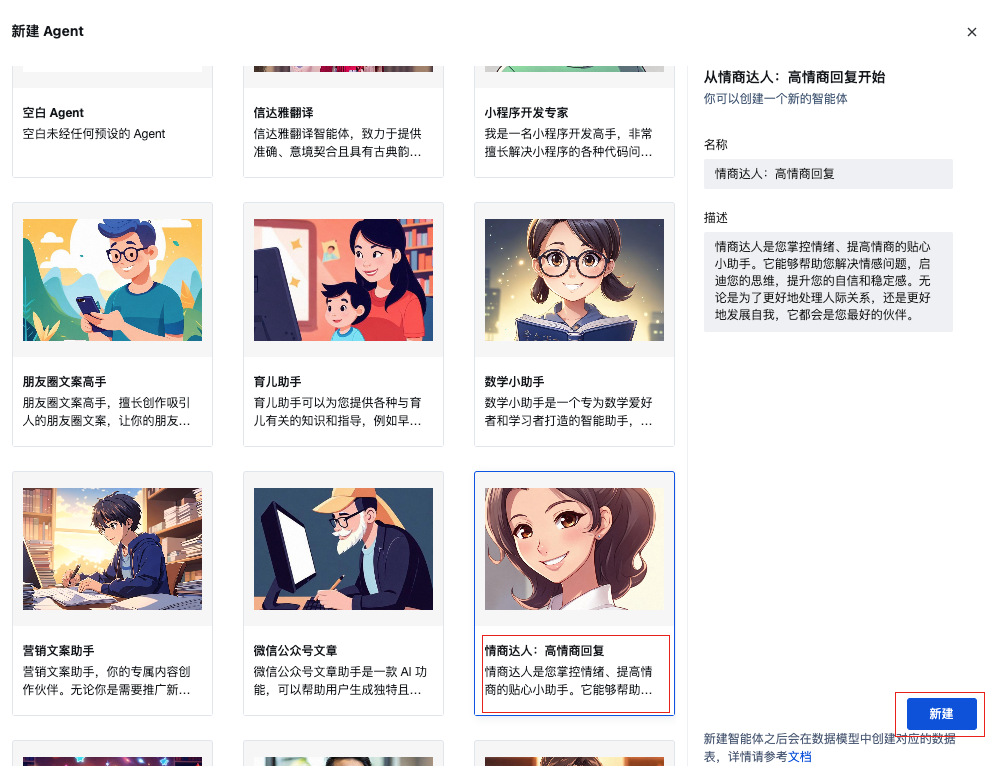 新建 Agent
空白 Agent
空白未经任何预设的 Agent
信达雅翻译
信达雅翻译智能体，致力于提供
准确、意境契合且具有古典韵...
小程序开发专家
我是一名小程序开发高手，非常
擅长解决小程序的各种代码问...
朋友圈文案高手
朋友圈文案高手，擅长创作吸引
人的朋友圈文案，让你的朋友...
育儿助手
育儿助手可以为您提供各种与育
儿有关的知识和指导，例如早...
数学小助手
数学小助手是一个专为数学爱好
者和学习者打造的智能助手，...
营销文案助手
营销文案助手，你的专属内容创
作伙伴。无论你是需要推广新...
微信公众号文章
微信公众号文章助手是一款 AI 功
能，可以帮助用户生成独特且...
情商达人：高情商回复
情商达人是您掌控情绪、提高情
商的贴心小助手。它能够帮助...
从情商达人：高情商回复开始
你可以创建一个新的智能体
名称
情商达人：高情商回复
描述
情商达人是您掌控情绪、提高情商的贴心
小助手。它能够帮助您解决情感问题，启
迪您的思维，提升您的自信和稳定感。无
论是为了更好地处理人际关系，还是更好
地发展自我，它都会是您最好的伙伴。
新建
新建智能体之后会在数据模型中创建对应的数据
表，详情请参考文档